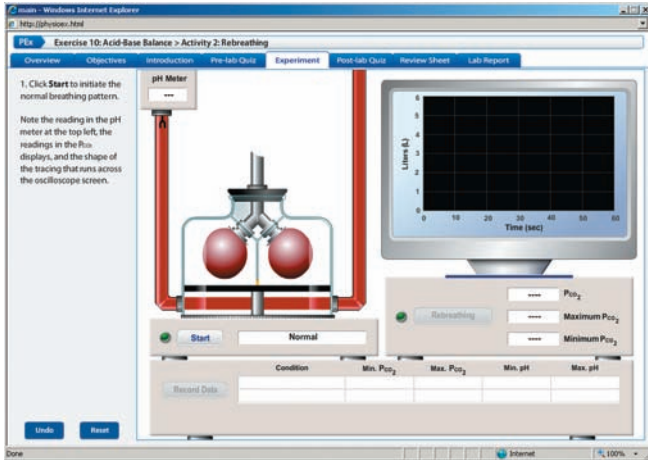 main - Windows Internet Explorer
http://physioex.html
PEx Exercise 10: Acid-Base Balance > Activity 2: Rebreathing
Overview Objectives Introduction Pre-lab Quiz Experiment Post-lab Quiz Review Sheet Lab Report
1. Click Start to initiate the
normal breathing pattern.
Note the reading in the pH
meter at the top left, the
readings in the PCO₂
displays, and the shape of
the tracing that runs across
the oscilloscope screen.
pH Meter
---
Liters (L)
6
5
4
3
2
1
0
0 10 20 30 40 50 60
Time (sec)
Start Normal
Rebreathing
---- PCO₂
---- Maximum PCO₂
---- Minimum PCO₂
Record Data
Condition Min. PCO₂ Max. PCO₂ Min. pH Max. pH
Undo Reset
Done Internet 100%